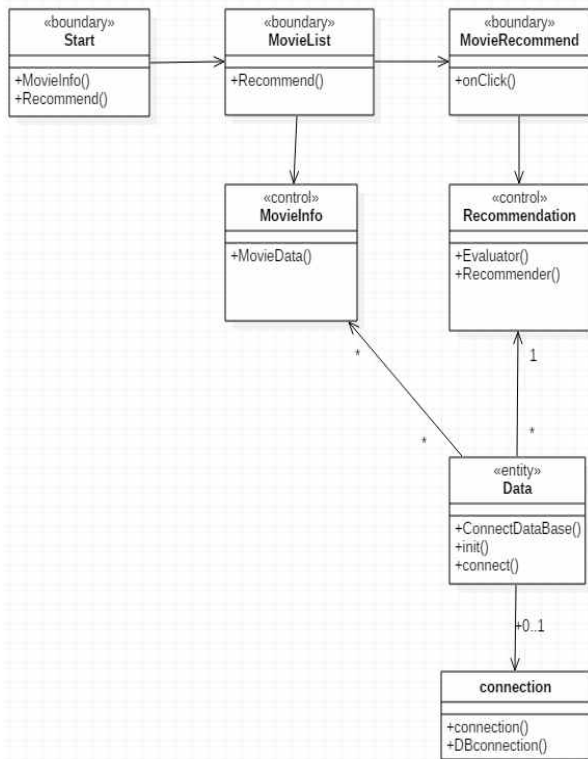 «boundary»
Start
+MovieInfo()
+Recommend()
«boundary»
MovieList
+Recommend()
«boundary»
MovieRecommend
+onClick()
«control»
MovieInfo
+MovieData()
«control»
Recommendation
+Evaluator()
+Recommender()
*
1
*
*
«entity»
Data
+ConnectDataBase()
+init()
+connect()
+0..1
connection
+connection()
+DBconnection()